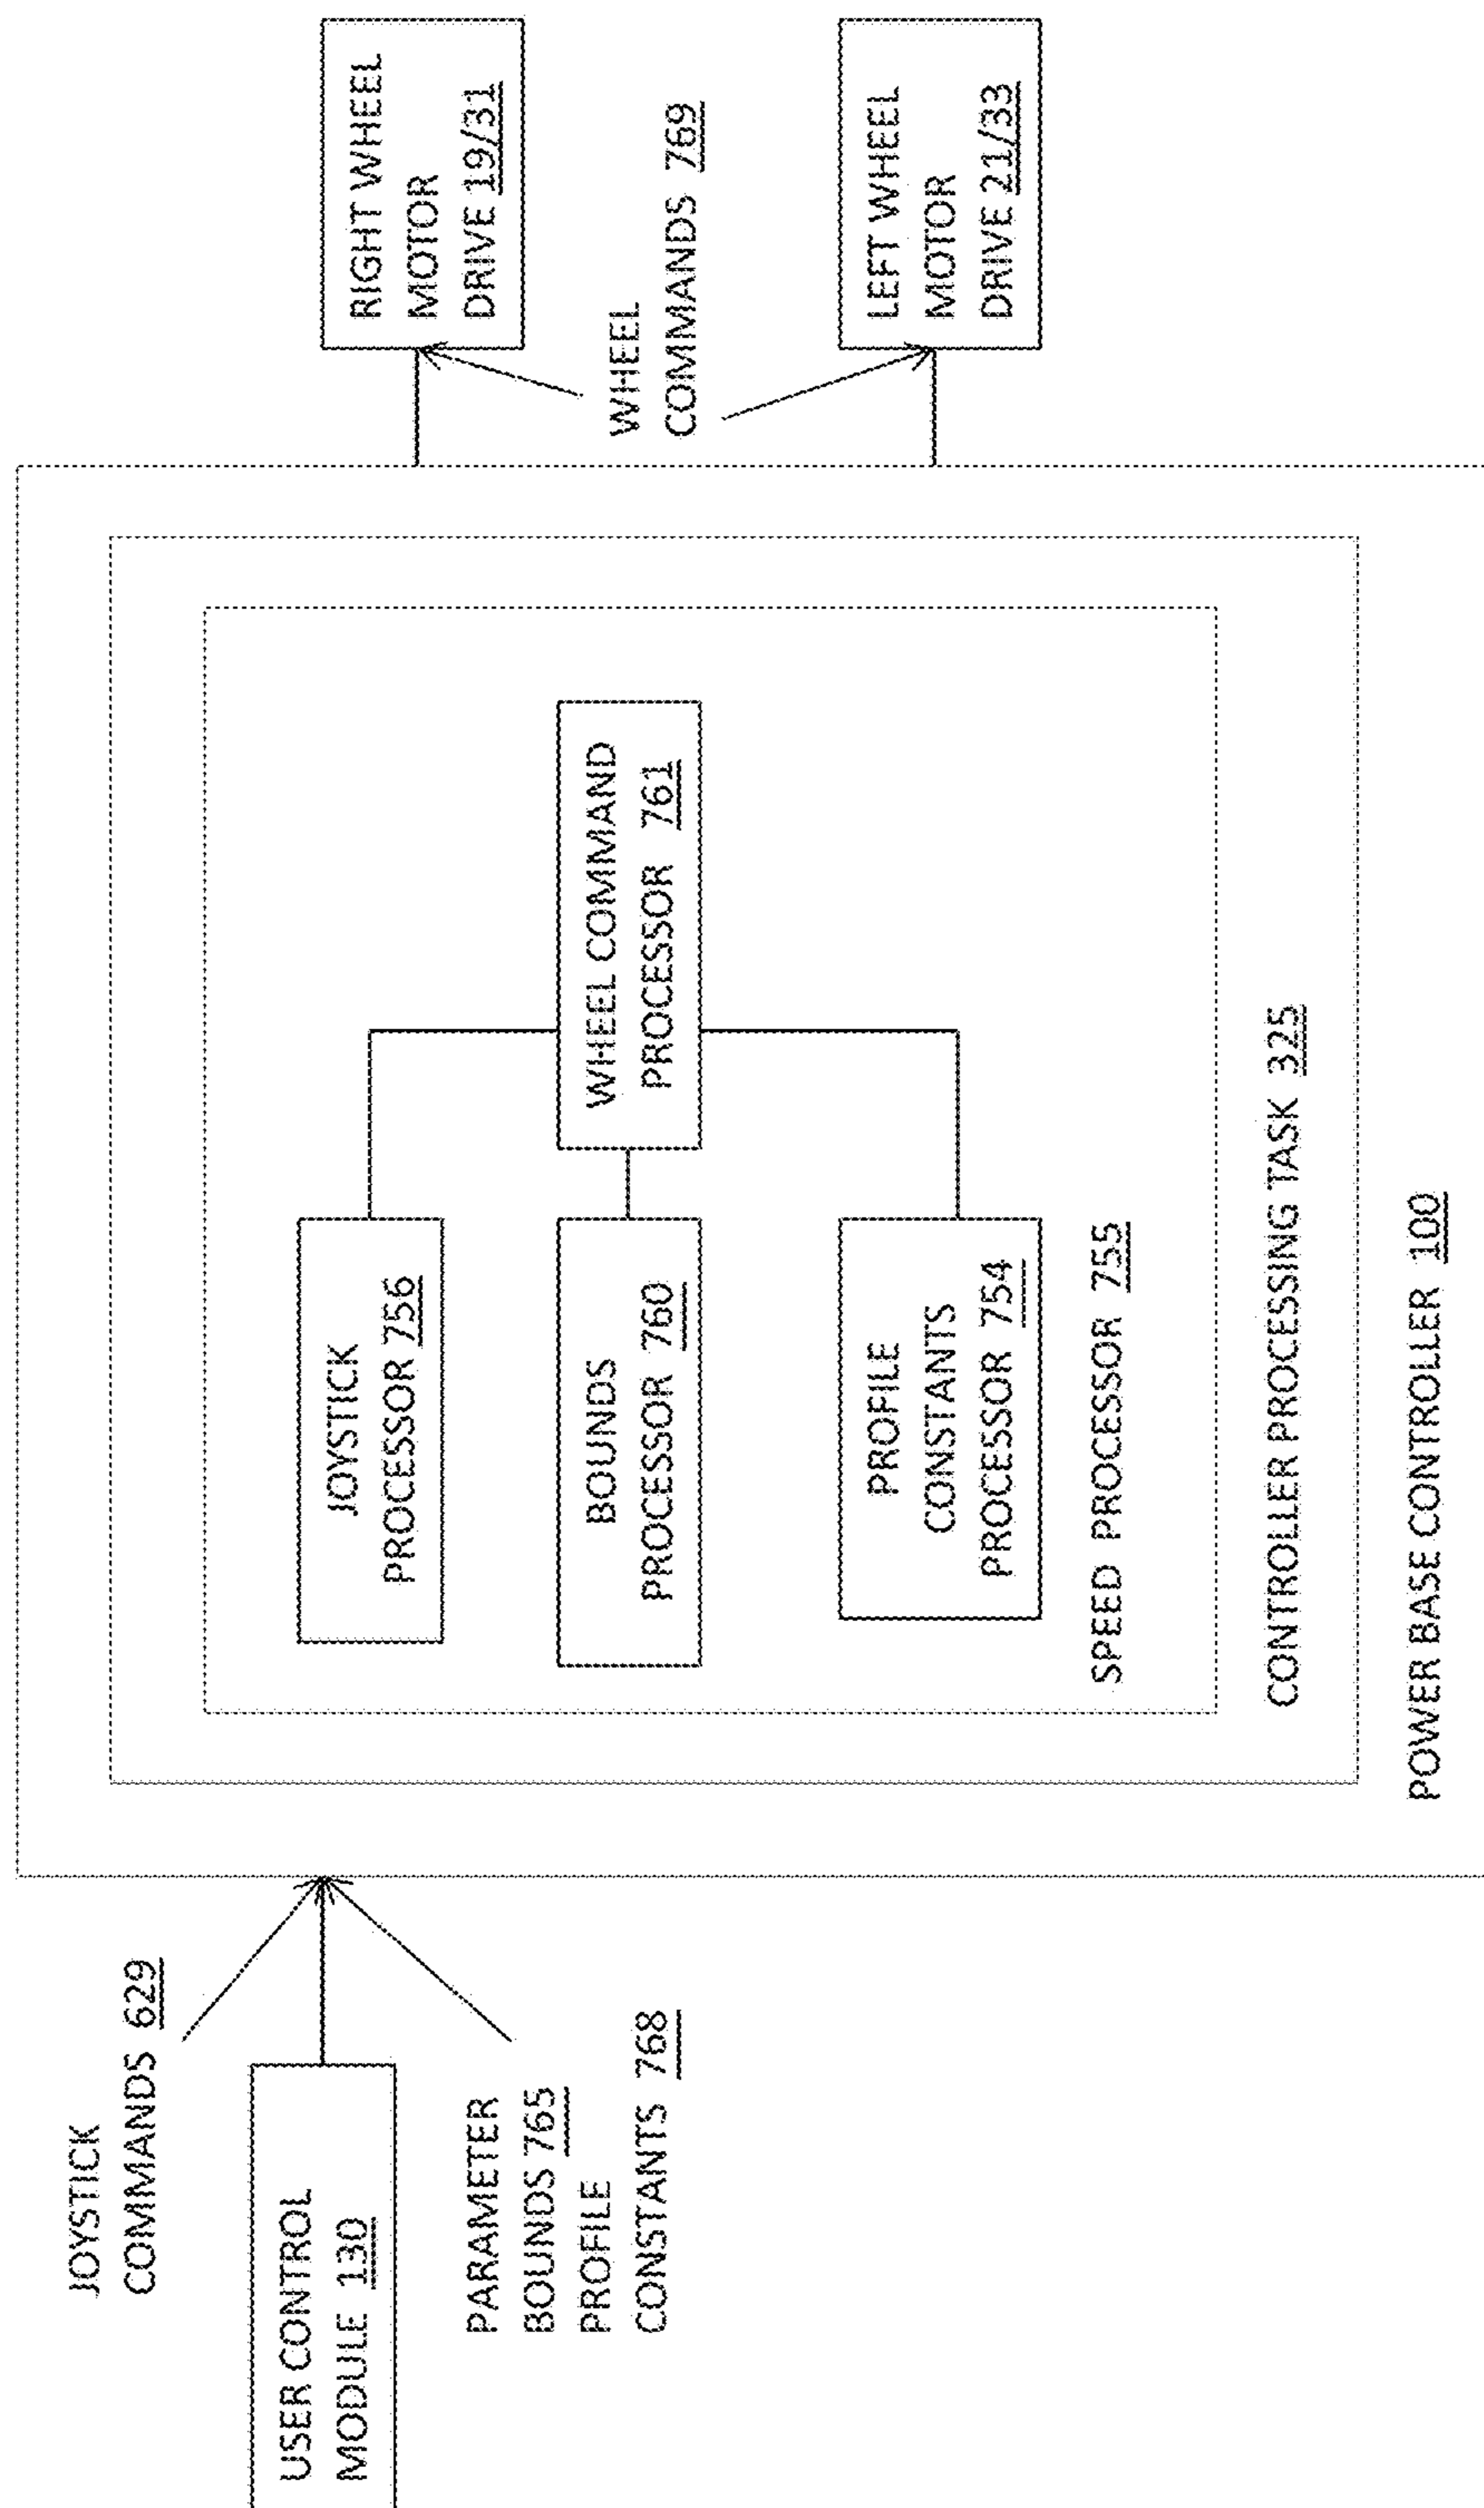 JOYSTICK
COMMANDS 629
USER CONTROL
MODULE 130
PARAMETER
BOUNDS 765
PROFILE
CONSTANTS 768
JOYSTICK
PROCESSOR 756
BOUNDS
PROCESSOR 760
PROFILE
CONSTANTS
PROCESSOR 754
WHEEL COMMAND
PROCESSOR 761
SPEED PROCESSOR 755
CONTROLLER PROCESSING TASK 325
POWER BASE CONTROLLER 100
RIGHT WHEEL
MOTOR
DRIVE 19/31
WHEEL
COMMANDS 769
LEFT WHEEL
MOTOR
DRIVE 21/33